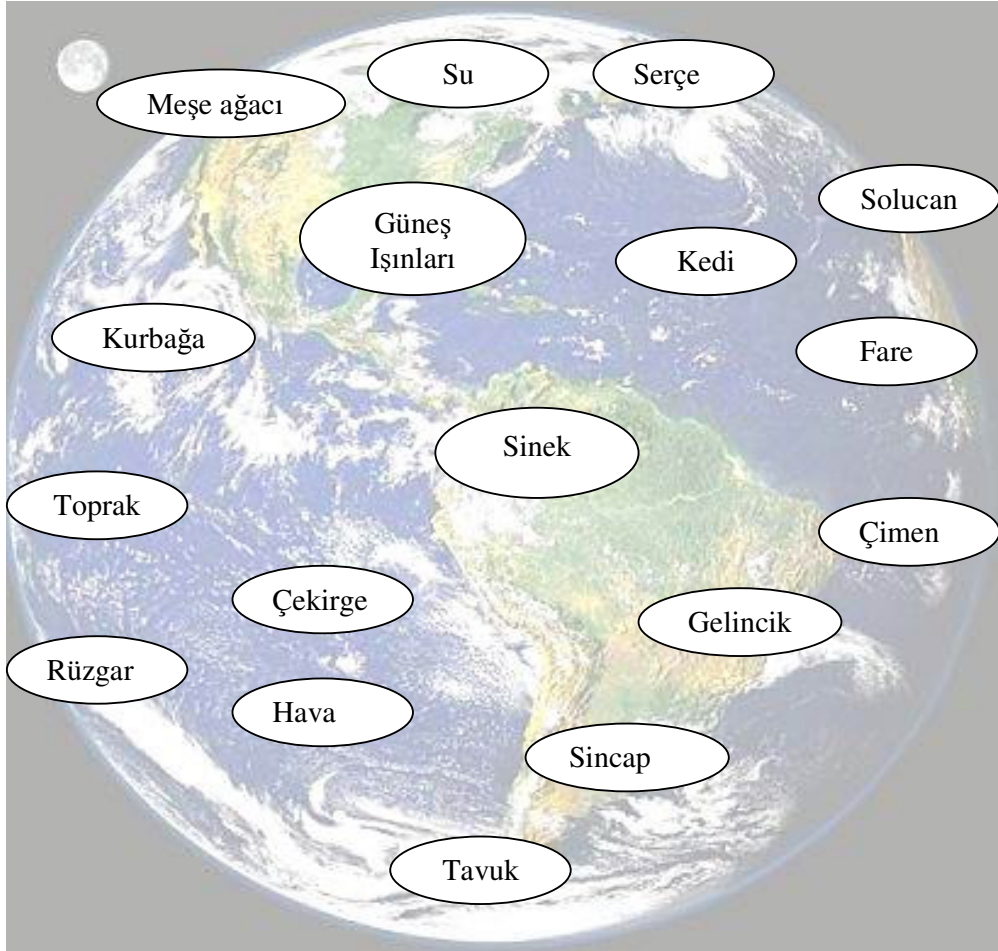 Su
Serçe
Meşe ağacı
Solucan
Güneş
Işınları
Kedi
Kurbağa
Fare
Sinek
Toprak
Çimen
Çekirge
Gelincik
Rüzgar
Hava
Sincap
Tavuk